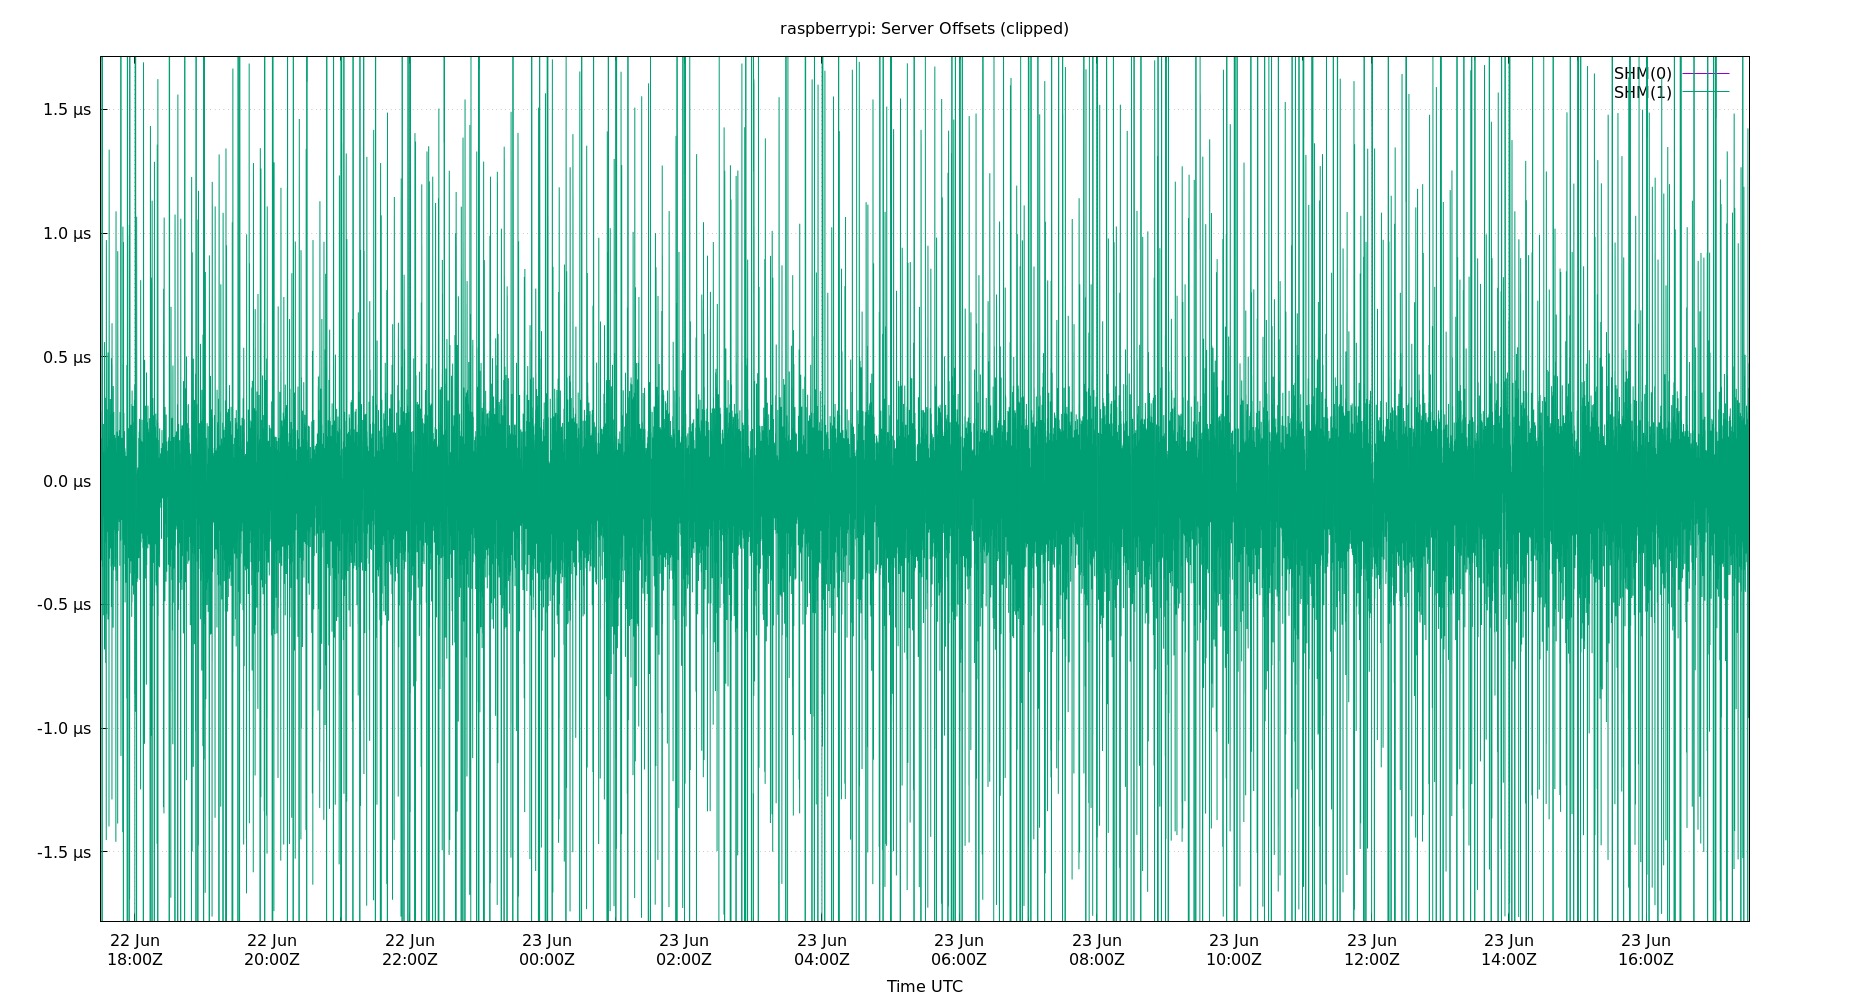 raspberrypi: Server Offsets (clipped)
SHM(0)
SHM(1)
1.5 µs
1.0 µs
0.5 µs
0.0 µs
-0.5 µs
-1.0 µs
-1.5 µs
22 Jun 22 Jun 22 Jun 23 Jun 23 Jun 23 Jun 23 Jun 23 Jun 23 Jun 23 Jun 23 Jun 23 Jun
18:00Z 20:00Z 22:00Z 00:00Z 02:00Z 04:00Z 06:00Z 08:00Z 10:00Z 12:00Z 14:00Z 16:00Z
Time UTC